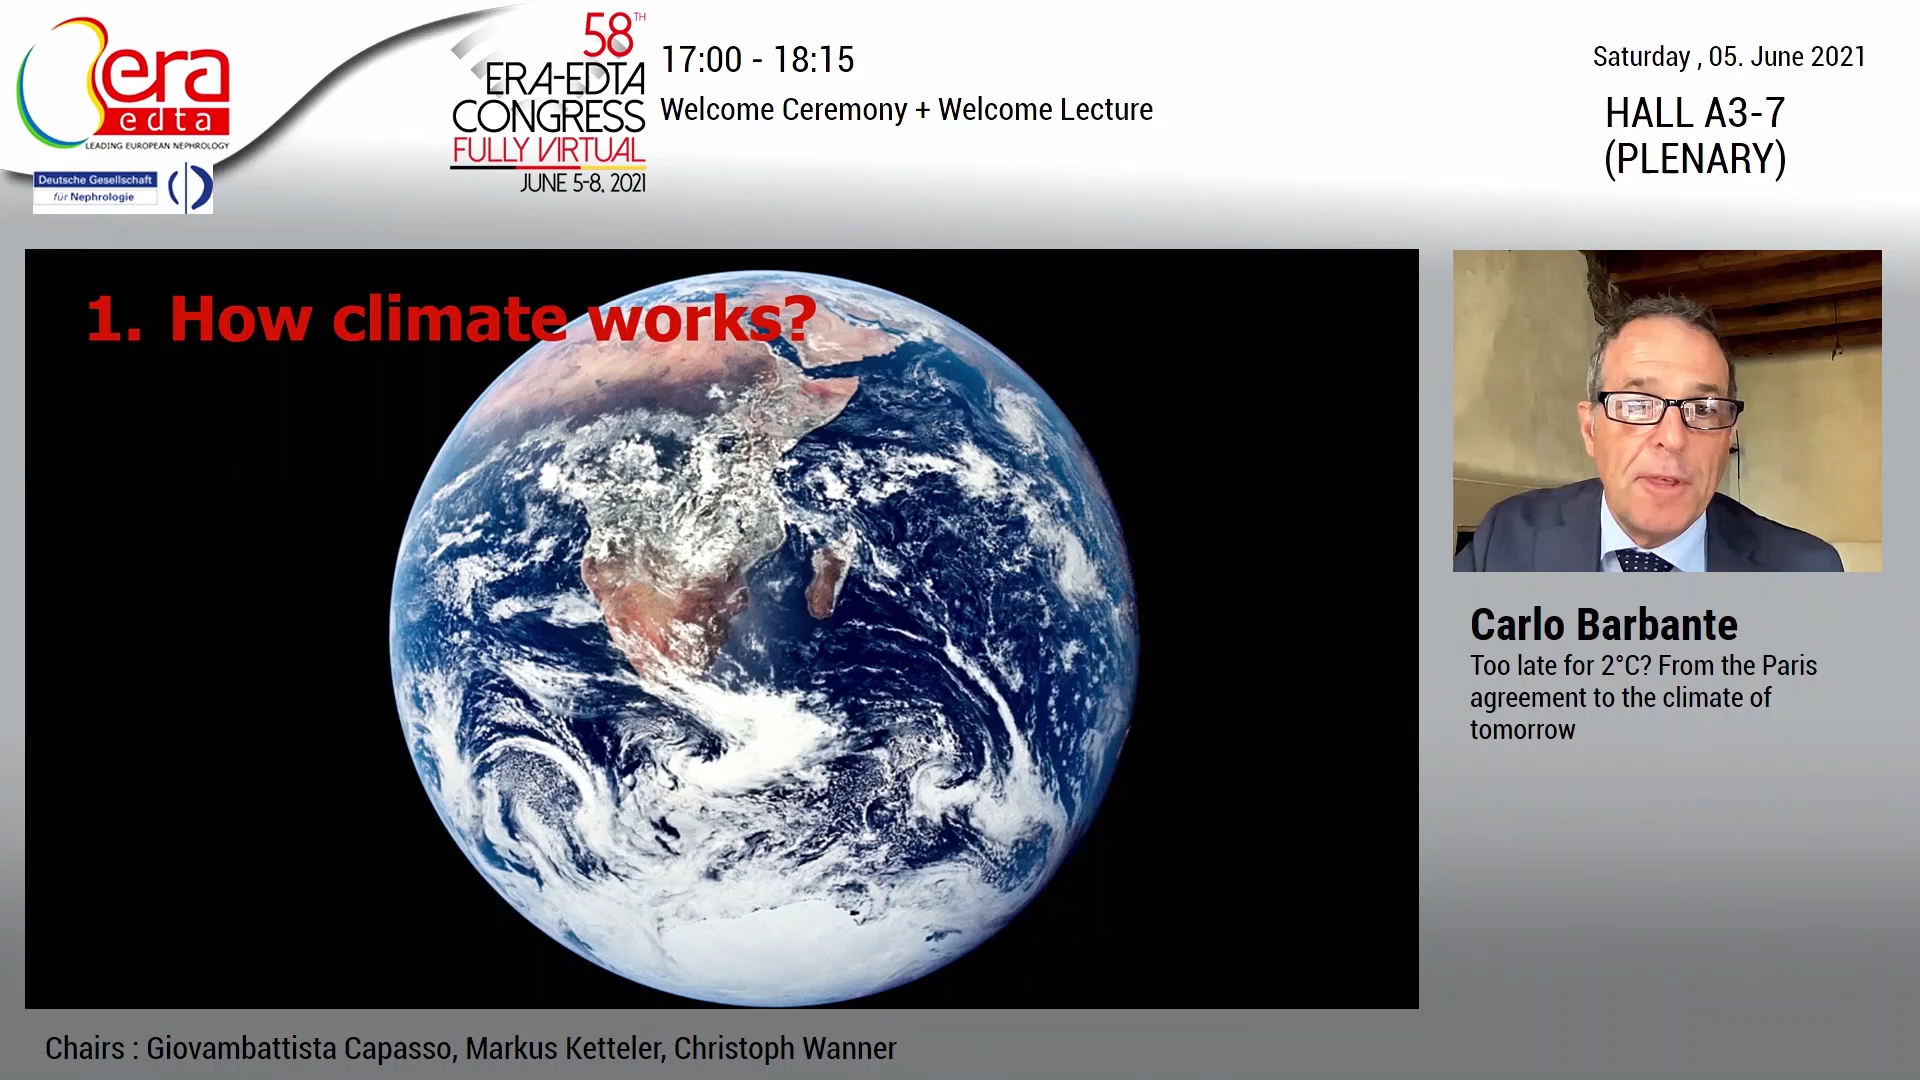 era
edta
LEADING EUROPEAN NEPHROLOGY
Deutsche Gesellschaft
für Nephrologie
58TH
ERA-EDTA
CONGRESS
FULLY VIRTUAL
JUNE 5-8, 2021
17:00 - 18:15
Welcome Ceremony + Welcome Lecture
Saturday , 05. June 2021
HALL A3-7
(PLENARY)
1. How climate works?
Carlo Barbante
Too late for 2°C? From the Paris
agreement to the climate of
tomorrow
Chairs : Giovambattista Capasso, Markus Ketteler, Christoph Wanner